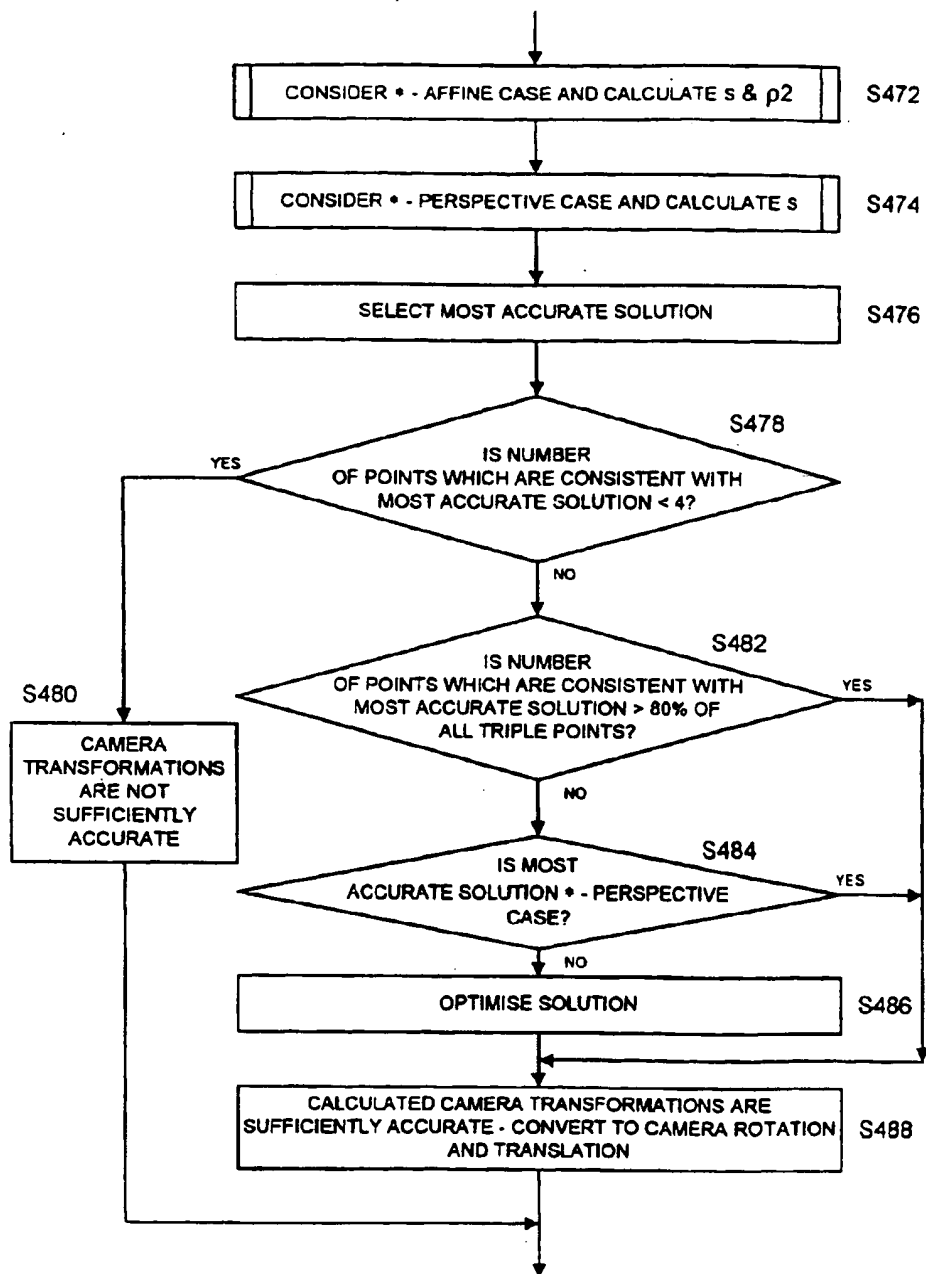 CONSIDER * - AFFINE CASE AND CALCULATE s & ρ2
S472
CONSIDER * - PERSPECTIVE CASE AND CALCULATE s
S474
SELECT MOST ACCURATE SOLUTION
S476
S478
IS NUMBER
OF POINTS WHICH ARE CONSISTENT WITH
MOST ACCURATE SOLUTION < 4?
YES
NO
S482
IS NUMBER
OF POINTS WHICH ARE CONSISTENT WITH
MOST ACCURATE SOLUTION > 80% OF
ALL TRIPLE POINTS?
YES
NO
S480
CAMERA
TRANSFORMATIONS
ARE NOT
SUFFICIENTLY
ACCURATE
S484
IS MOST
ACCURATE SOLUTION * - PERSPECTIVE
CASE?
YES
NO
OPTIMISE SOLUTION
S486
CALCULATED CAMERA TRANSFORMATIONS ARE
SUFFICIENTLY ACCURATE - CONVERT TO CAMERA ROTATION
AND TRANSLATION
S488